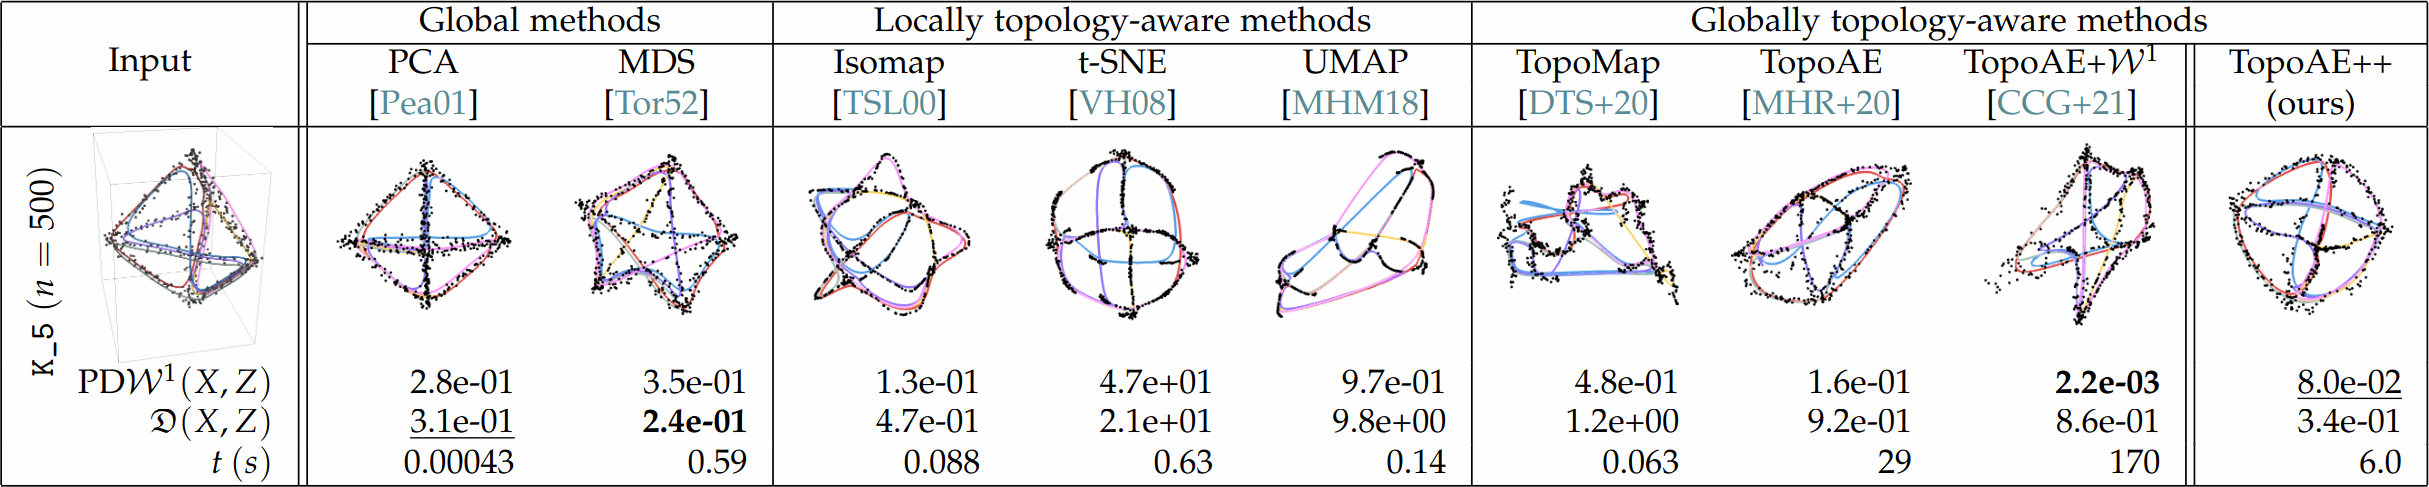 Input Global methods Locally topology-aware methods Globally topology-aware methods
PCA MDS Isomap t-SNE UMAP TopoMap TopoAE TopoAE+𝒲¹ TopoAE++
[Pea01] [Tor52] [TSL00] [VH08] [MHM18] [DTS+20] [MHR+20] [CCG+21] (ours)
K_5 (n = 500)
PD𝒲¹(X, Z) 2.8e-01 3.5e-01 1.3e-01 4.7e+01 9.7e-01 4.8e-01 1.6e-01 2.2e-03 8.0e-02
𝔇(X, Z) 3.1e-01 2.4e-01 4.7e-01 2.1e+01 9.8e+00 1.2e+00 9.2e-01 8.6e-01 3.4e-01
t (s) 0.00043 0.59 0.088 0.63 0.14 0.063 29 170 6.0